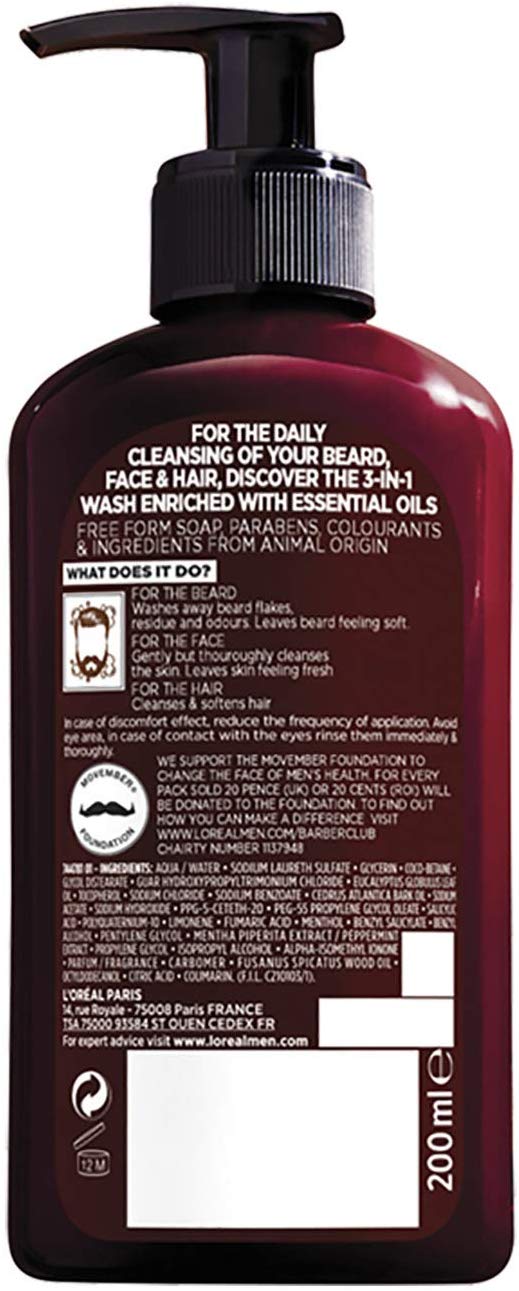 FOR THE DAILY
CLEANSING OF YOUR BEARD,
FACE & HAIR, DISCOVER THE 3-IN-1
WASH ENRICHED WITH ESSENTIAL OILS
FREE FORM SOAP, PARABENS, COLOURANTS
& INGREDIENTS FROM ANIMAL ORIGIN
WHAT DOES IT DO?
FOR THE BEARD
Washes away beard flakes,
residue and odours. Leaves beard feeling soft.
FOR THE FACE
Gently but thouroughly cleanses
the skin. Leaves skin feeling fresh
FOR THE HAIR
Cleanses & softens hair
In case of discomfort effect, reduce the frequency of application. Avoid
eye area, in case of contact with the eyes rinse them immediately &
thoroughly.
MOVEMBER®
FOUNDATION
WE SUPPORT THE MOVEMBER FOUNDATION TO
CHANGE THE FACE OF MEN'S HEALTH. FOR EVERY
PACK SOLD 20 PENCE (UK) OR 20 CENTS (ROI) WILL
BE DONATED TO THE FOUNDATION. TO FIND OUT
HOW YOU CAN MAKE A DIFFERENCE VISIT
WWW.LOREALMEN.COM/BARBERCLUB
CHAIRTY NUMBER 1137948
INGREDIENTS: AQUA / WATER • SODIUM LAURETH SULFATE • GLYCERIN • COCO-BETAINE •
GLYCOL DISTEARATE • GUAR HYDROXYPROPYLTRIMONIUM CHLORIDE • EUCALYPTUS GLOBULUS LEAF
OIL • TOCOPHEROL • SODIUM CHLORIDE • SODIUM BENZOATE • CEDRUS ATLANTICA BARK OIL • SODIUM
ACETATE • SODIUM HYDROXIDE • PPG-5-CETETH-20 • PEG-55 PROPYLENE GLYCOL OLEATE • SALICYLIC
ACID • POLYQUATERNIUM-10 • LIMONENE • FUMARIC ACID • MENTHOL • BENZYL SALICYLATE • BENZYL
ALCOHOL • PENTYLENE GLYCOL • MENTHA PIPERITA EXTRACT / PEPPERMINT
EXTRACT • PROPYLENE GLYCOL • ISOPROPYL ALCOHOL • ALPHA-ISOMETHYL IONONE
• PARFUM / FRAGRANCE • CARBOMER • FUSANUS SPICATUS WOOD OIL •
OCTYLDODECANOL • CITRIC ACID • COUMARIN. (F.I.L. C210103/1).
L'ORÉAL PARIS
14, rue Royale - 75008 Paris FRANCE
TSA 75000 93584 ST OUEN CEDEX FR
For expert advice visit www.lorealmen.com
12 M
200 ml e